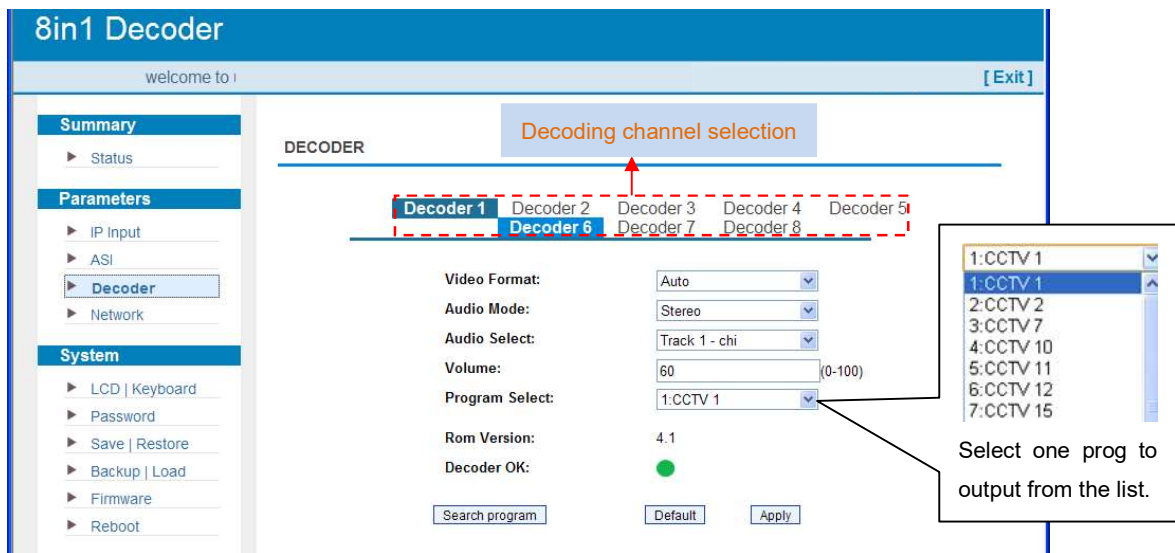 8in1 Decoder
welcome to
[ Exit ]
Summary
Status
Parameters
IP Input
ASI
Decoder
Network
System
LCD | Keyboard
Password
Save | Restore
Backup | Load
Firmware
Reboot
DECODER
Decoding channel selection
Decoder 1 Decoder 2 Decoder 3 Decoder 4 Decoder 5
Decoder 6 Decoder 7 Decoder 8
Video Format: Auto
Audio Mode: Stereo
Audio Select: Track 1 - chi
Volume: 60 (0-100)
Program Select: 1:CCTV 1
Rom Version: 4.1
Decoder OK:
Search program Default Apply
1:CCTV 1
1:CCTV 1
2:CCTV 2
3:CCTV 7
4:CCTV 10
5:CCTV 11
6:CCTV 12
7:CCTV 15
Select one prog to
output from the list.